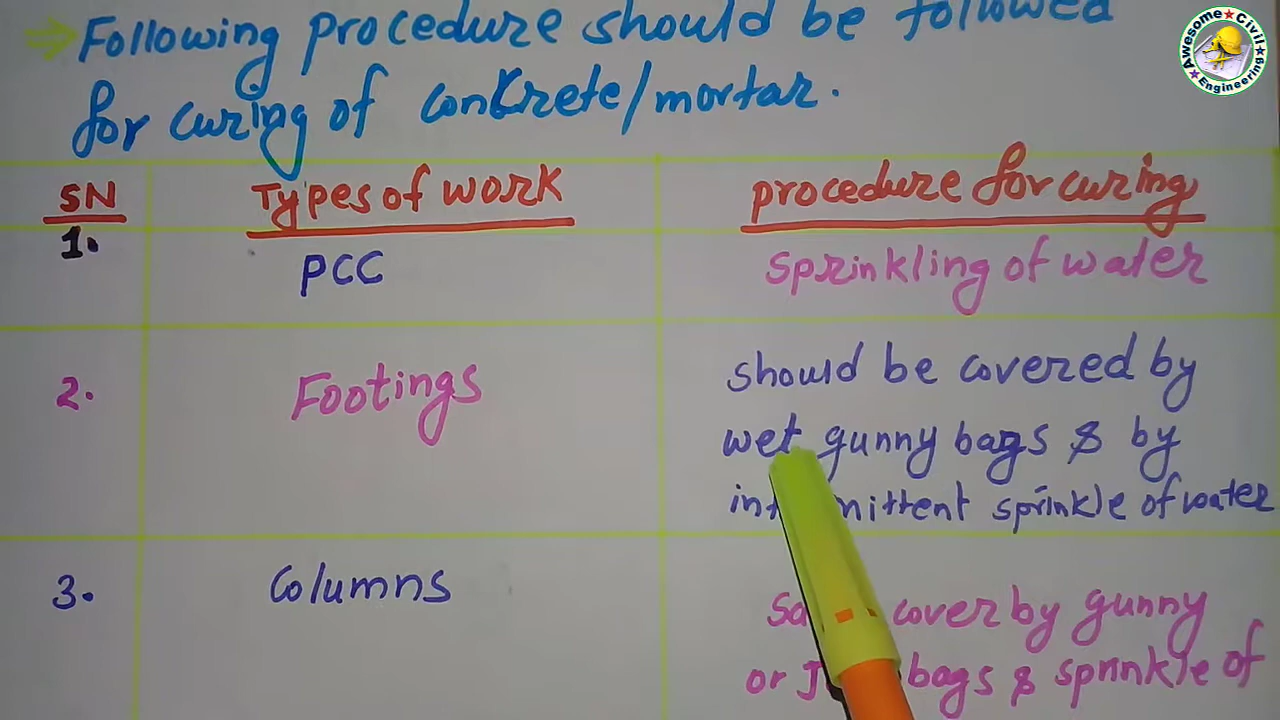 Following procedure should be followed
for curing of concrete/mortar.
SN Types of work procedure for curing
1. PCC sprinkling of water
2. Footings should be covered by
wet gunny bags & by
sprinkle of water
3. Columns cover by gunny
or bags & sprinkle of
Awesome Civil
Engineering